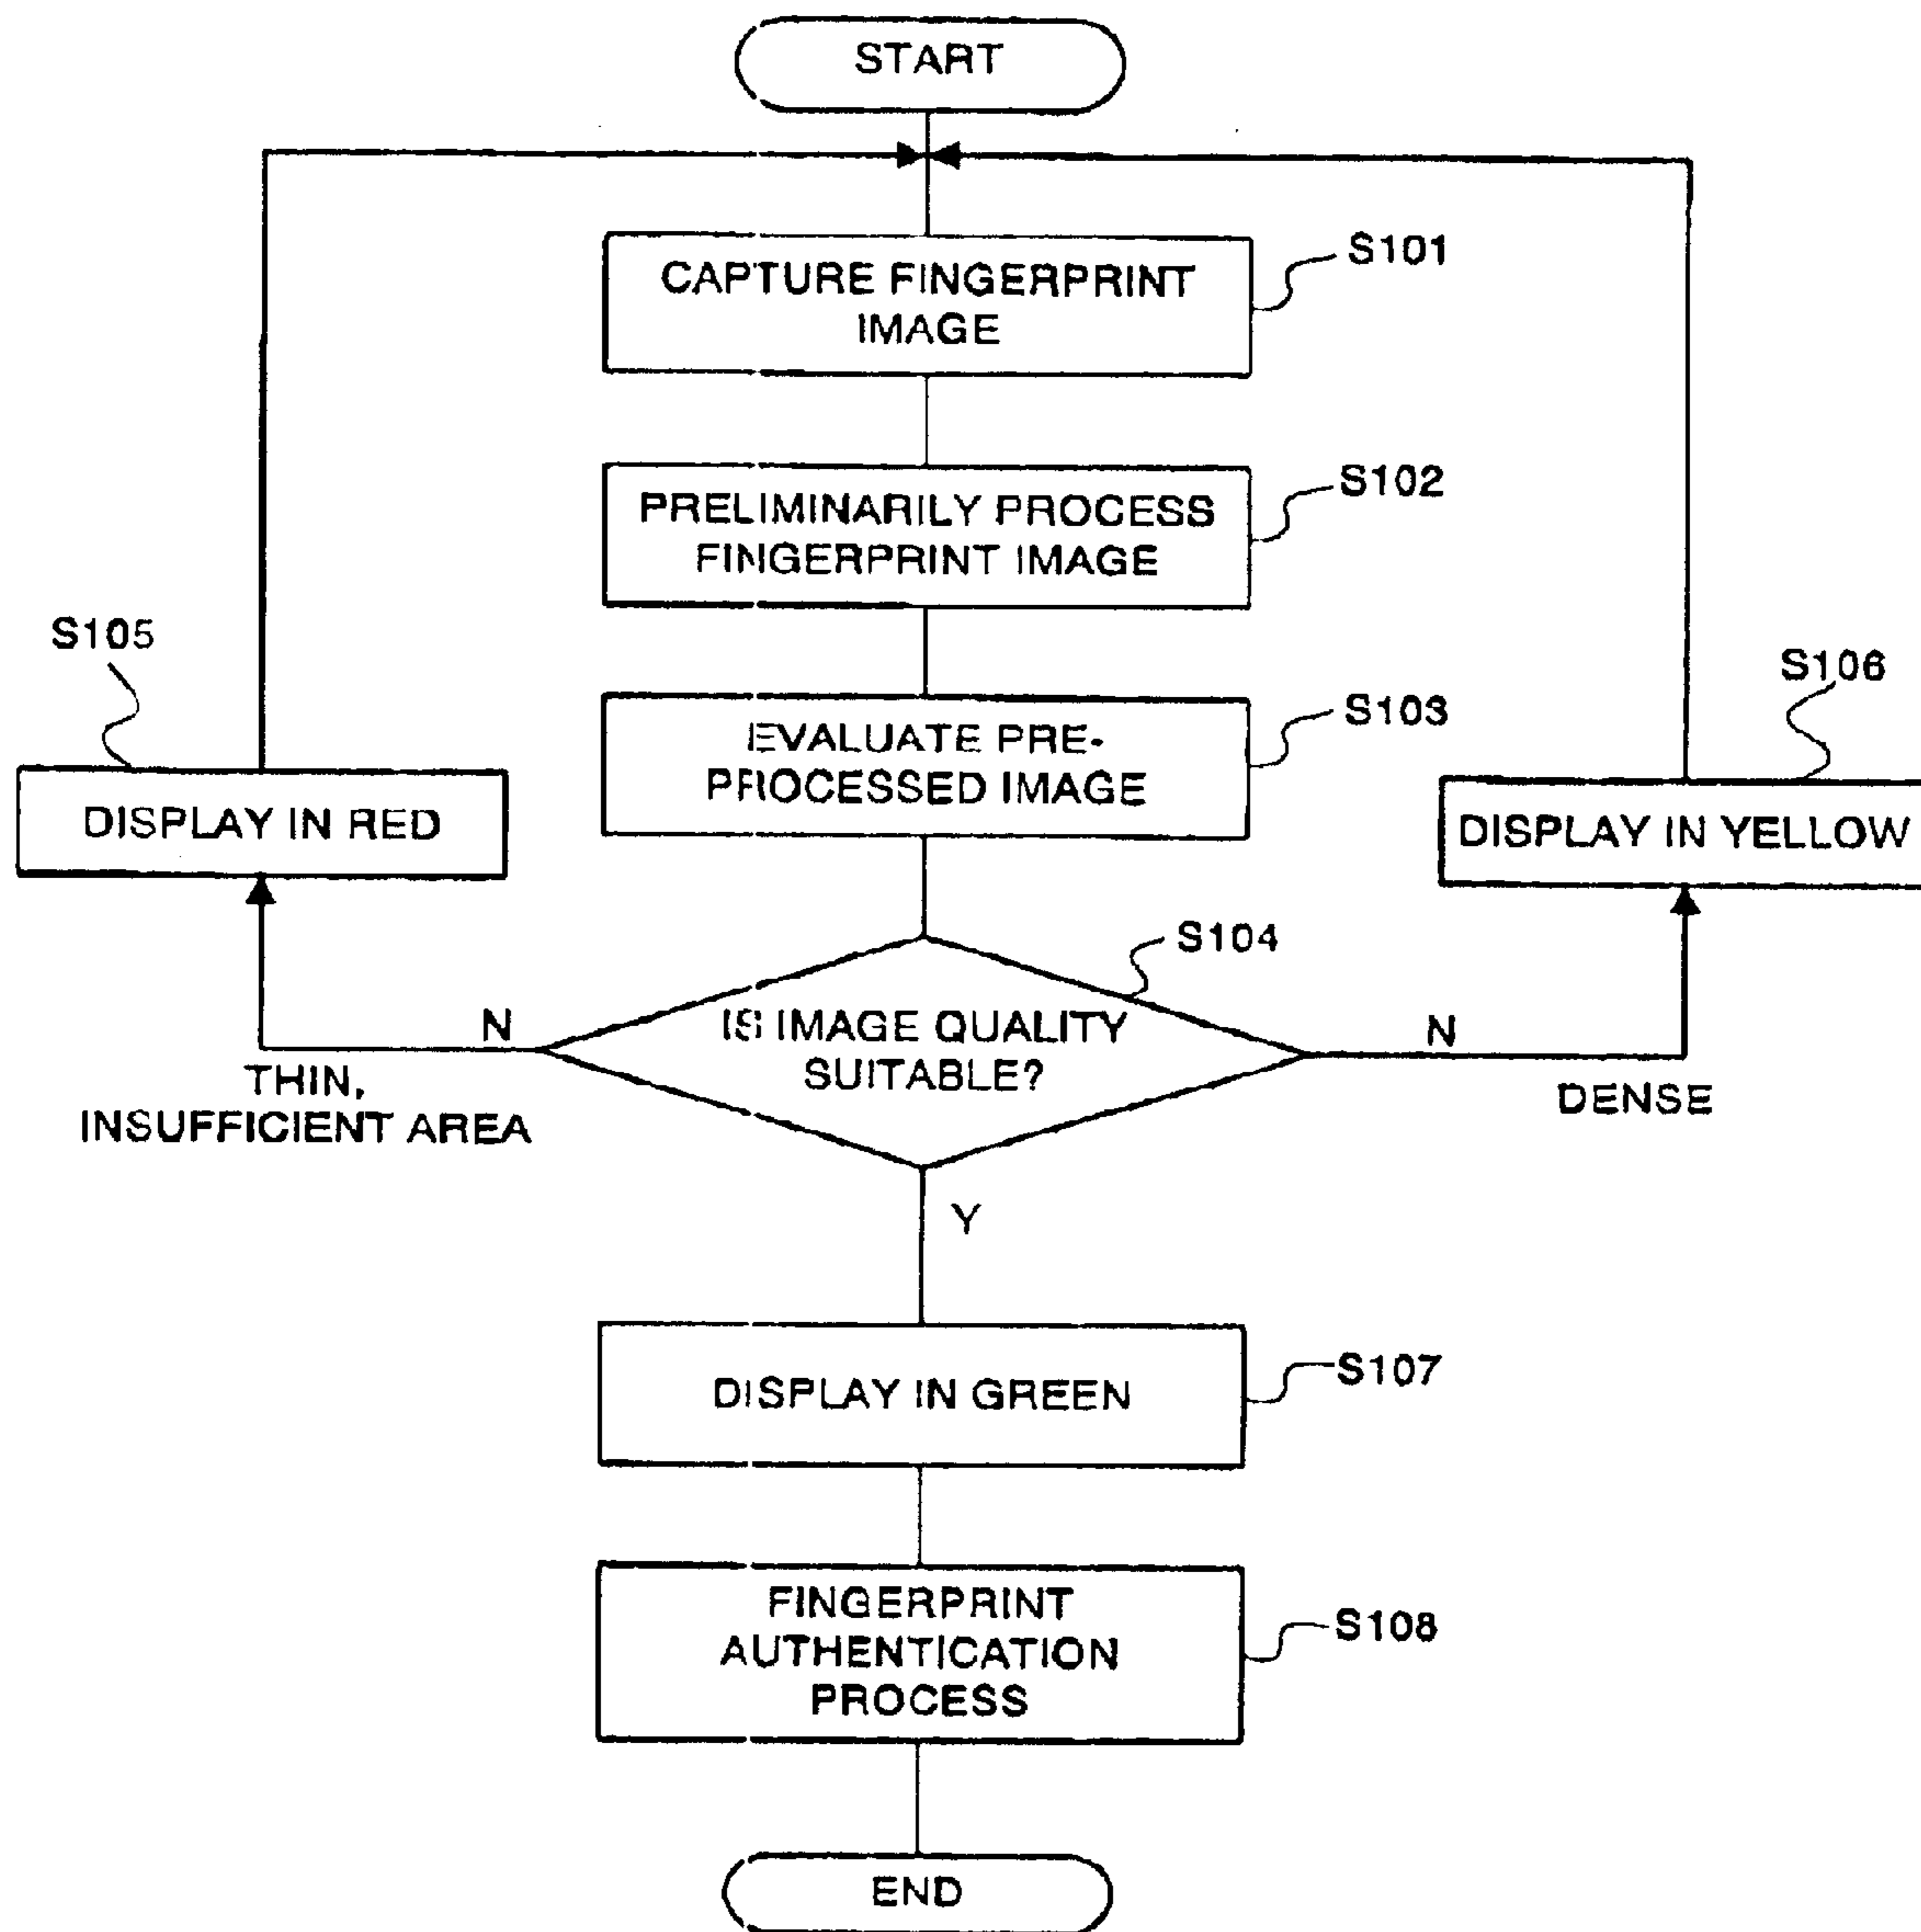 START
CAPTURE FINGERPRINT
IMAGE
S101
PRELIMINARILY PROCESS
FINGERPRINT IMAGE
S102
EVALUATE PRE-
PROCESSED IMAGE
S103
S105
DISPLAY IN RED
S106
DISPLAY IN YELLOW
S104
IS IMAGE QUALITY
SUITABLE?
N
THIN,
INSUFFICIENT AREA
N
DENSE
Y
DISPLAY IN GREEN
S107
FINGERPRINT
AUTHENTICATION
PROCESS
S108
END